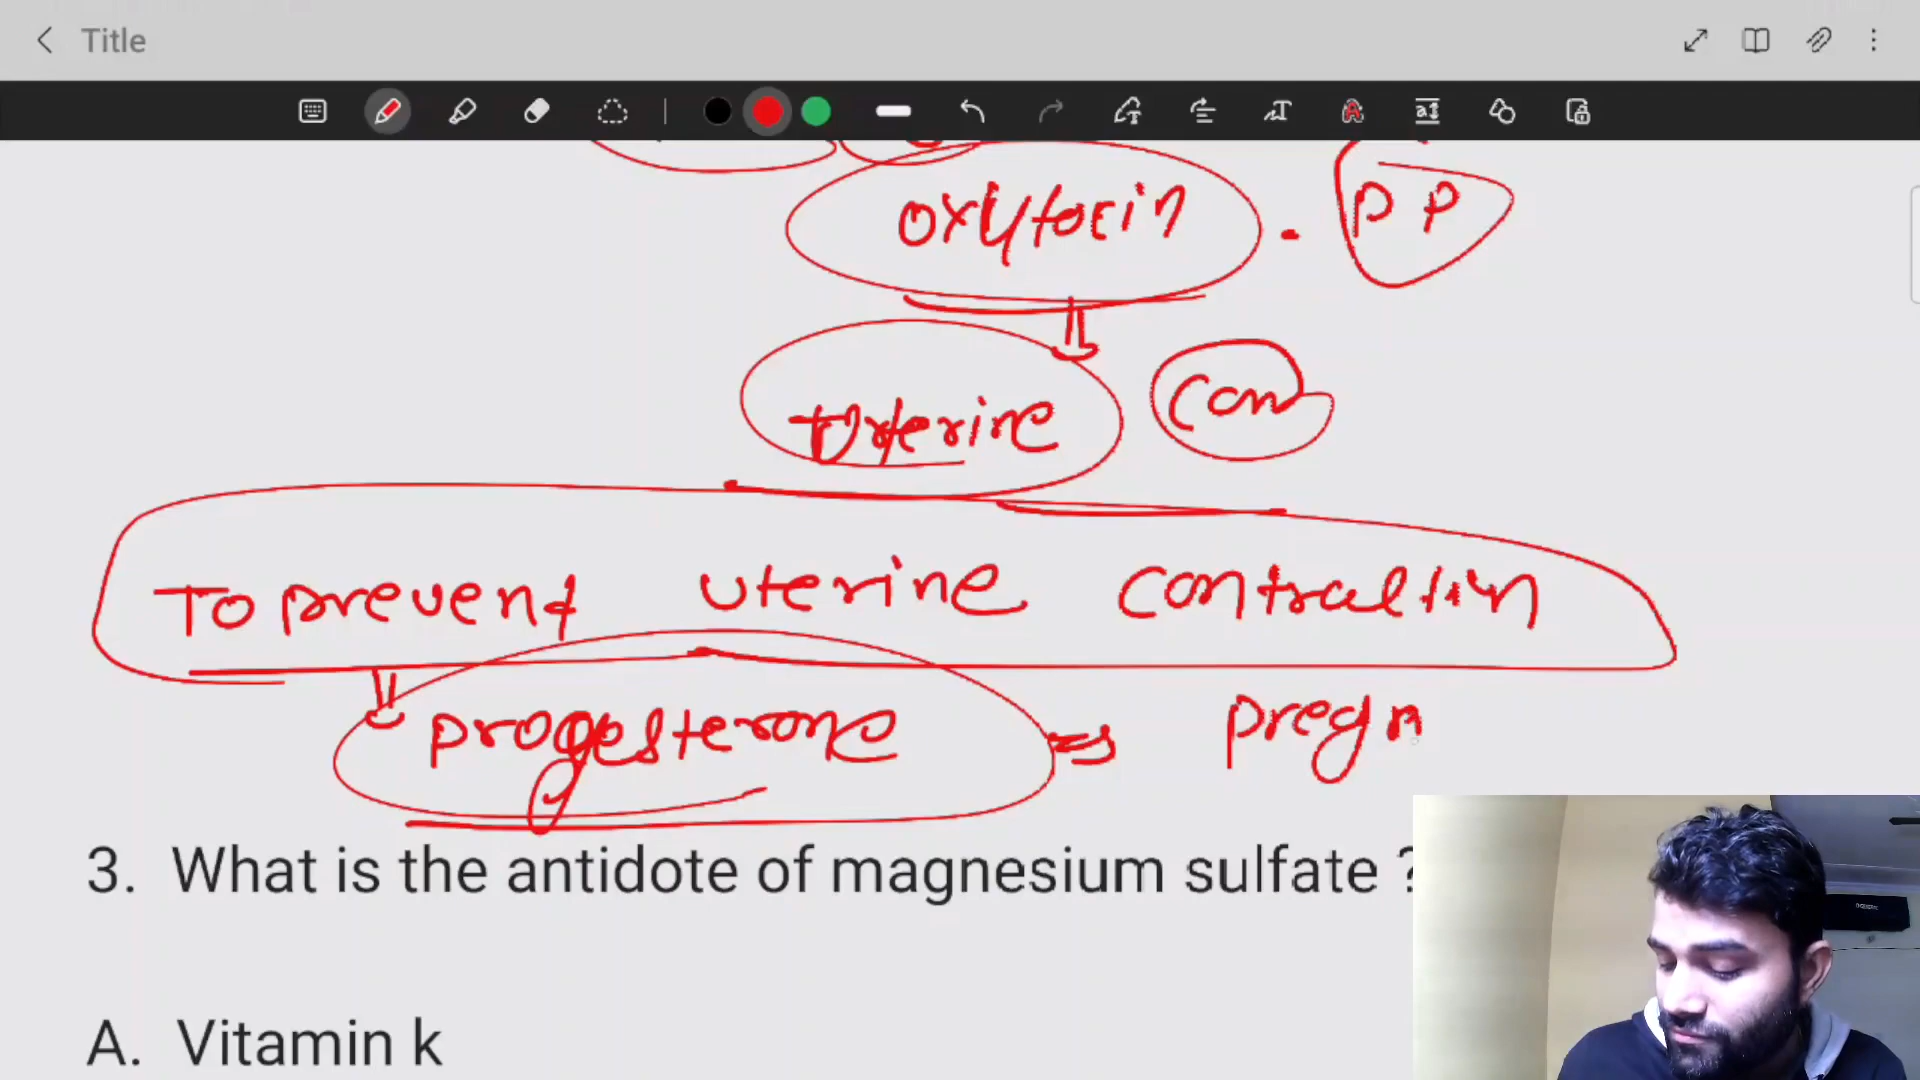 Title
oxytocin . PP
Uterine Con
To prevent uterine contraction
progesterone pregn
3. What is the antidote of magnesium sulfate ?
A. Vitamin k